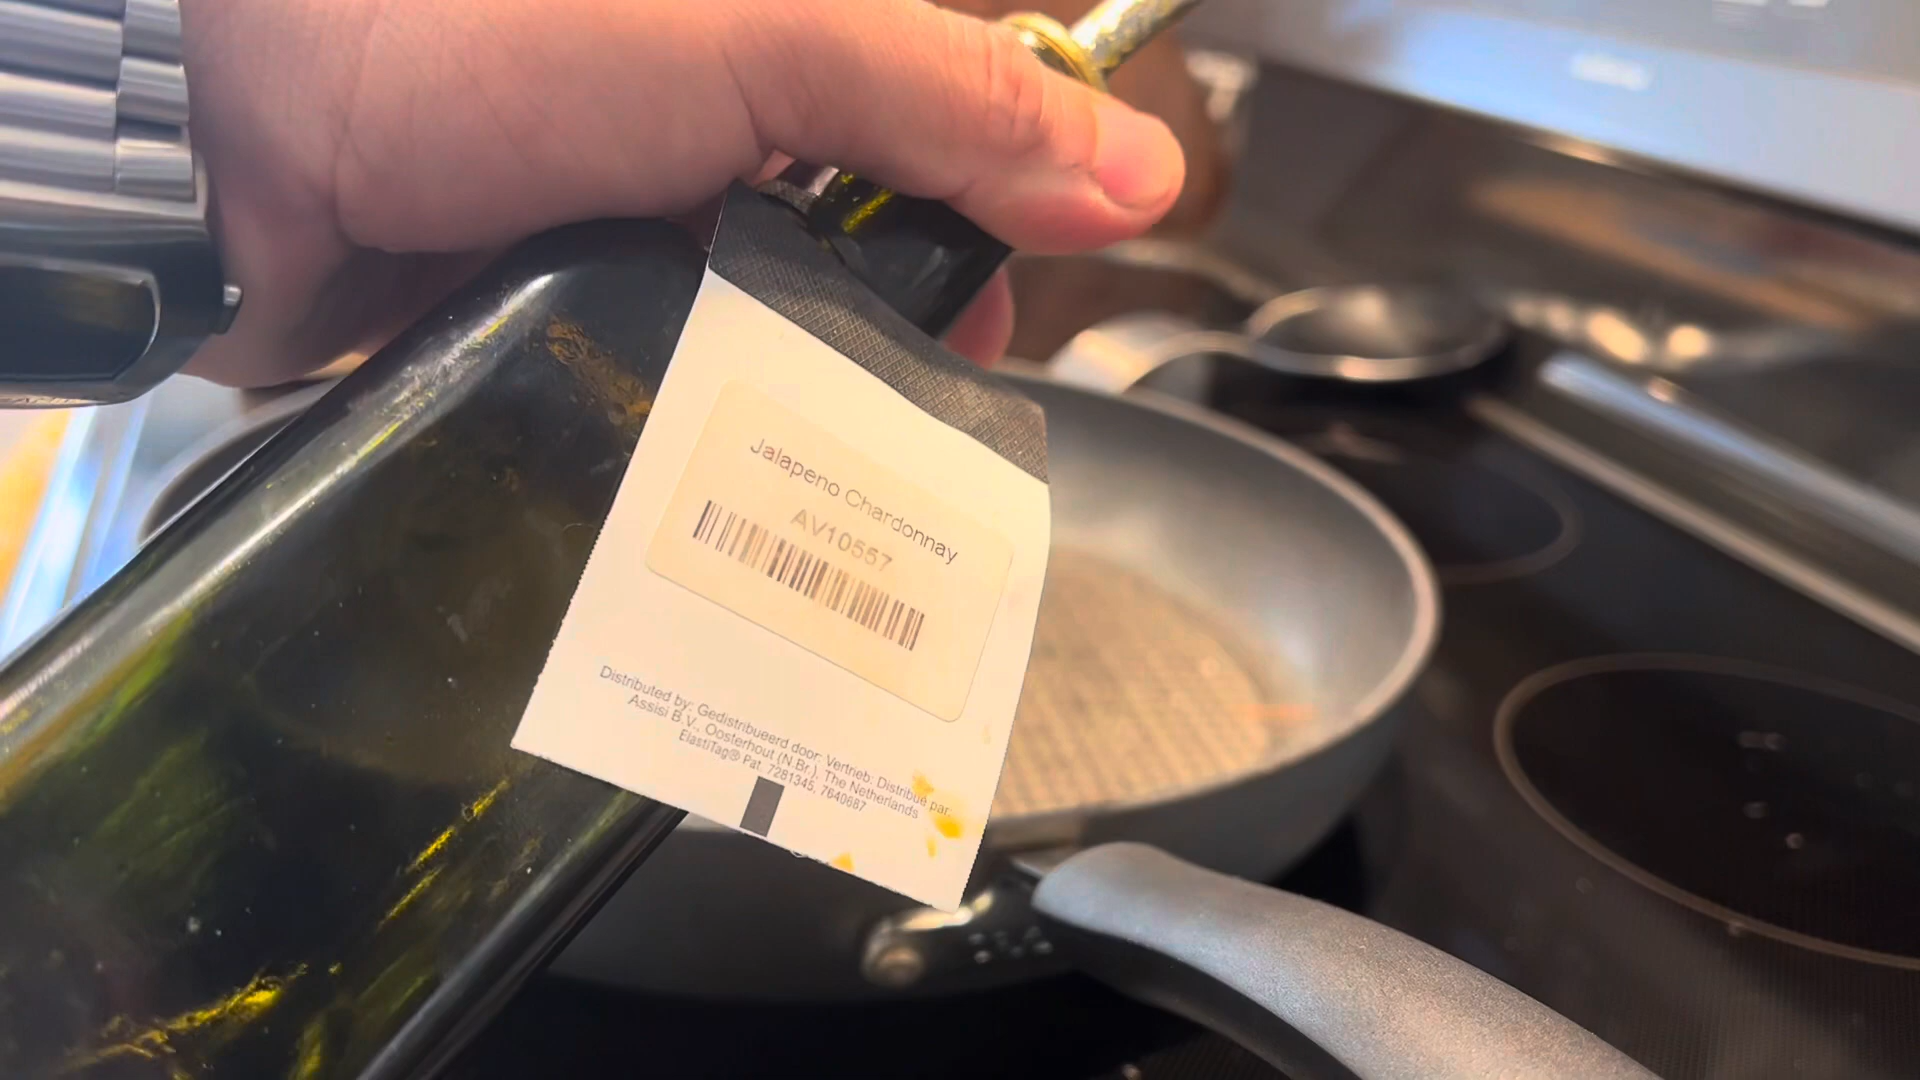 Jalapeno Chardonnay
AV10557
Distributed by: Gedistribueerd door: Vertrieb: Distribué par:
Assisi B.V., Oosterhout (N.Br.), The Netherlands
ElastiTag® Pat. 7281345, 7640687